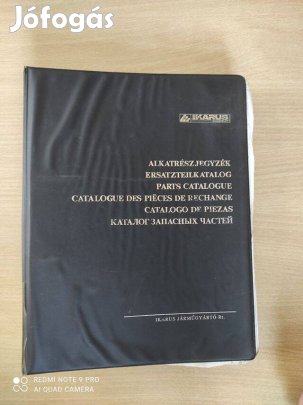 Jófogás
IKARUS
ALKATRÉSZJEGYZÉK
ERSATZTEILKATALOG
PARTS CATALOGUE
CATALOGUE DES PIÈCES DE RECHANGE
CATALOGO DE PIEZAS
КАТАЛОГ ЗАПАСНЫХ ЧАСТЕЙ
IKARUS JÁRMŰGYÁRTÓ Rt.
REDMI NOTE 9 PRO
AI QUAD CAMERA